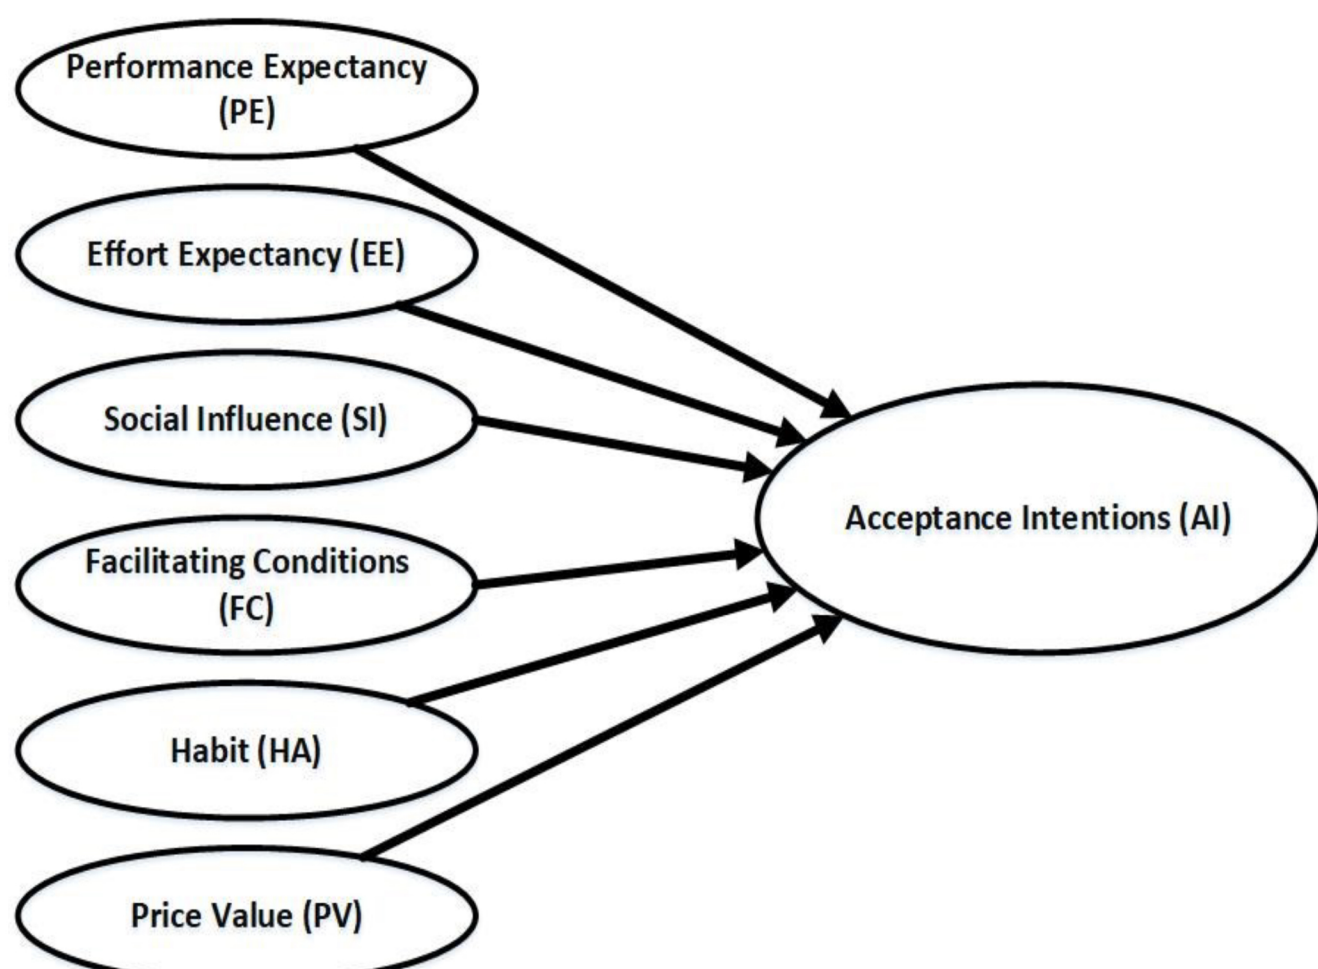 Performance Expectancy
(PE)
Effort Expectancy (EE)
Social Influence (SI)
Acceptance Intentions (AI)
Facilitating Conditions
(FC)
Habit (HA)
Price Value (PV)